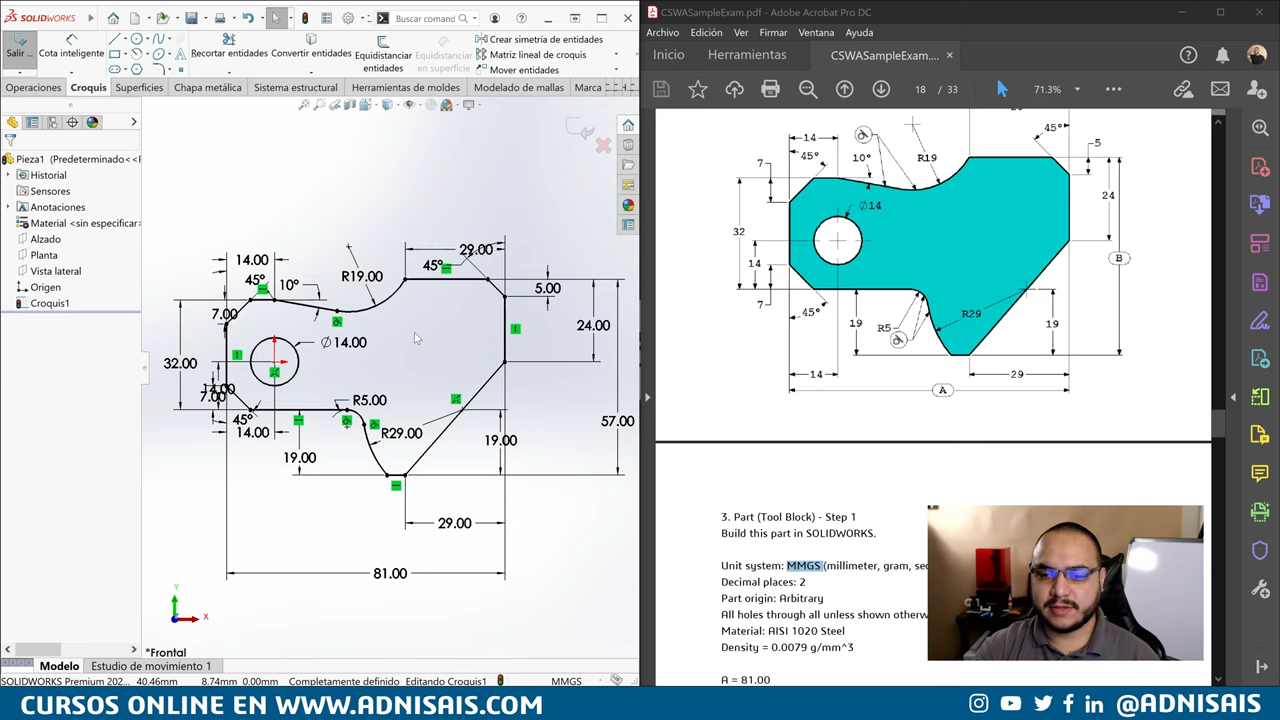 SOLIDWORKS
Buscar comando
Salir ...
Cota inteligente
Recortar entidades
Convertir entidades
Equidistanciar entidades
Equidistanciar en superficie
Crear simetría de entidades
Matriz lineal de croquis
Mover entidades
Operaciones
Croquis
Superficies
Chapa metálica
Sistema estructural
Herramientas de moldes
Modelado de mallas
Marca
Pieza1 (Predeterminado<<P
Historial
Sensores
Anotaciones
Material <sin especificar>
Alzado
Planta
Vista lateral
Origen
Croquis1
14.00
45°
10°
R19.00
45°
29.00
5.00
7.00
24.00
Ø 14.00
32.00
14.00
7.00
R5.00
45°
14.00
R29.00
57.00
19.00
19.00
29.00
81.00
Y
X
*Frontal
Modelo
Estudio de movimiento 1
SOLIDWORKS Premium 202...
40.46mm
8.74mm
0.00mm
Completamente definido
Editando Croquis1
MMGS
CSWASampleExam.pdf - Adobe Acrobat Pro DC
Archivo
Edición
Ver
Firmar
Ventana
Ayuda
Inicio
Herramientas
CSWASampleExam....
18 / 33
71.3%
14
45°
7
10°
R19
45°
5
24
Ø14
32
14
B
7
45°
R5
19
R29
19
14
29
A
3. Part (Tool Block) - Step 1
Build this part in SOLIDWORKS.
Unit system: MMGS (millimeter, gram, sec
Decimal places: 2
Part origin: Arbitrary
All holes through all unless shown otherw
Material: AISI 1020 Steel
Density = 0.0079 g/mm^3
A = 81.00
CURSOS ONLINE EN WWW.ADNISAIS.COM
@ADNISAIS